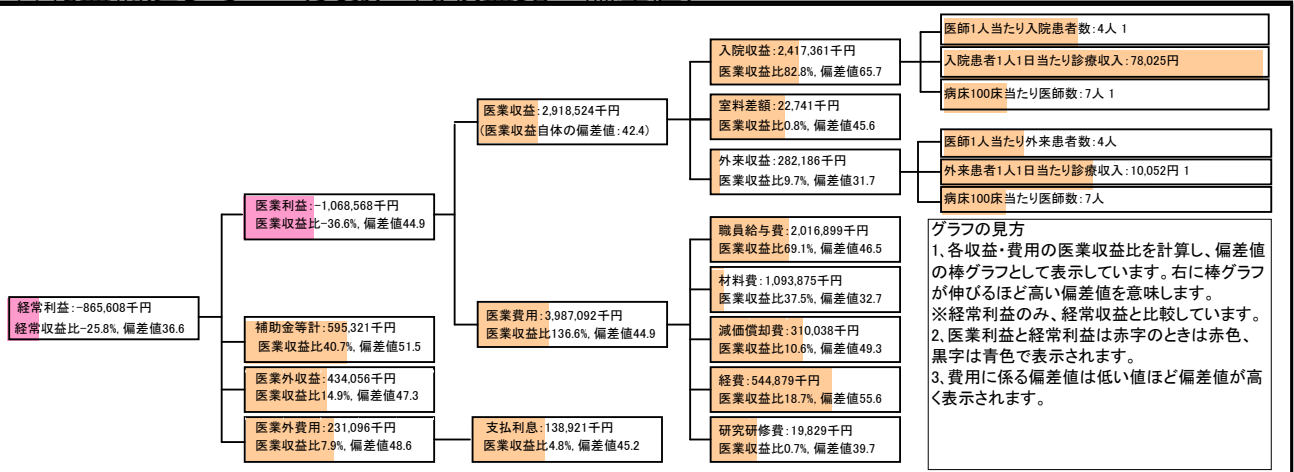 経常利益:-865,608千円
経常収益比-25.8%, 偏差値36.6
医業利益:-1,068,568千円
医業収益比-36.6%, 偏差値44.9
補助金等計:595,321千円
医業収益比40.7%, 偏差値51.5
医業外収益:434,056千円
医業収益比14.9%, 偏差値47.3
医業外費用:231,096千円
医業収益比7.9%, 偏差値48.6
支払利息:138,921千円
医業収益比4.8%, 偏差値45.2
医業収益:2,918,524千円
(医業収益自体の偏差値:42.4)
医業費用:3,987,092千円
医業収益比136.6%, 偏差値44.9
入院収益:2,417,361千円
医業収益比82.8%, 偏差値65.7
室料差額:22,741千円
医業収益比0.8%, 偏差値45.6
外来収益:282,186千円
医業収益比9.7%, 偏差値31.7
職員給与費:2,016,899千円
医業収益比69.1%, 偏差値46.5
材料費:1,093,875千円
医業収益比37.5%, 偏差値32.7
減価償却費:310,038千円
医業収益比10.6%, 偏差値49.3
経費:544,879千円
医業収益比18.7%, 偏差値55.6
研究研修費:19,829千円
医業収益比0.7%, 偏差値39.7
医師1人当たり入院患者数:4人 1
入院患者1人1日当たり診療収入:78,025円
病床100床当たり医師数:7人 1
医師1人当たり外来患者数:4人
外来患者1人1日当たり診療収入:10,052円 1
病床100床当たり医師数:7人
グラフの見方
1、各収益・費用の医業収益比を計算し、偏差値
の棒グラフとして表示しています。右に棒グラフ
が伸びるほど高い偏差値を意味します。
※経常利益のみ、経常収益と比較しています。
2、医業利益と経常利益は赤字のときは赤色、
黒字は青色で表示されます。
3、費用に係る偏差値は低い値ほど偏差値が高
く表示されます。